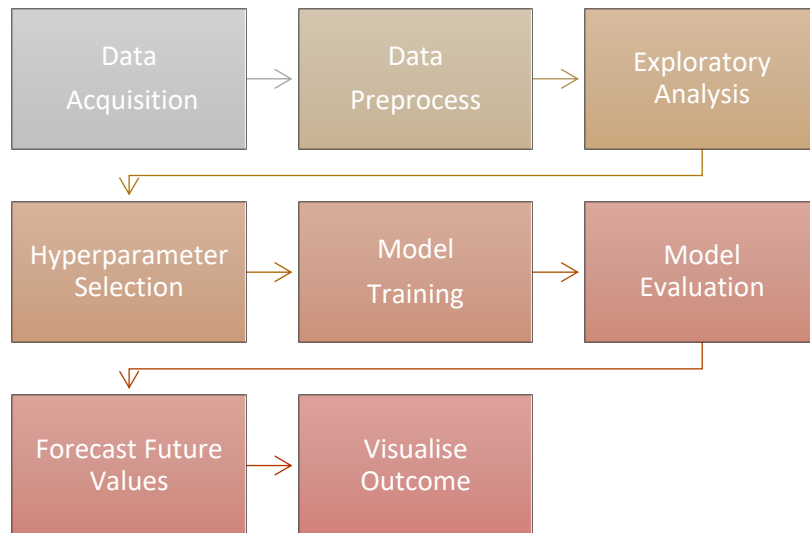 Data
Acquisition
Data
Preprocess
Exploratory
Analysis
Hyperparameter
Selection
Model
Training
Model
Evaluation
Forecast Future
Values
Visualise
Outcome